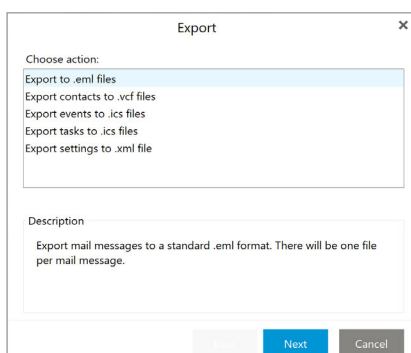 Export
Choose action:
Export to .eml files
Export contacts to .vcf files
Export events to .ics files
Export tasks to .ics files
Export settings to .xml file
Description
Export mail messages to a standard .eml format. There will be one file
per mail message.
Next Cancel